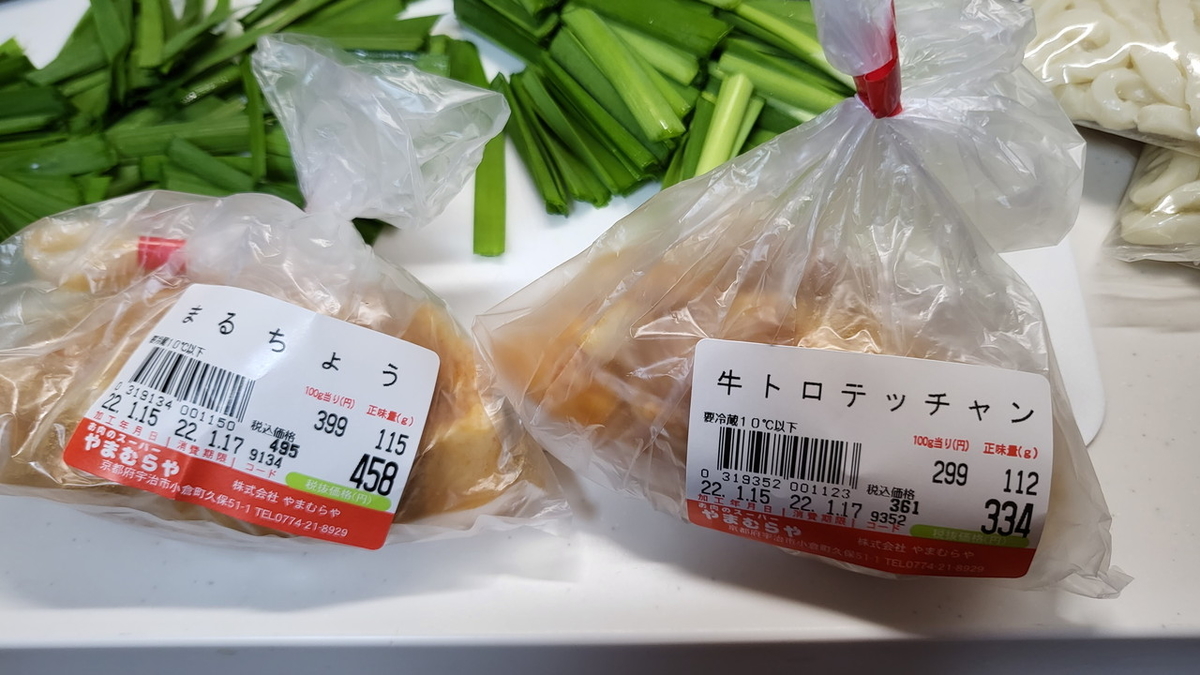 まるちょう
要冷蔵10℃以下
100g当り(円) 正味量(g)
399 115
0 319134 001150
税込価格
495
22. 1.15 22. 1.17 9134
458
加工年月日 消費期限 コード
税抜価格(円)
お肉のスーパー
やまむらや
株式会社 やまむらや
京都府宇治市小倉町久保51-1 TEL0774-21-8929
牛トロテッチャン
要冷蔵10℃以下
100g当り(円) 正味量(g)
299 112
0 319352 001123
税込価格
361
22. 1.15 22. 1.17 9352
334
加工年月日 消費期限 コード
税抜価格(円)
お肉のスーパー
やまむらや
株式会社 やまむらや
京都府宇治市小倉町久保51-1 TEL0774-21-8929